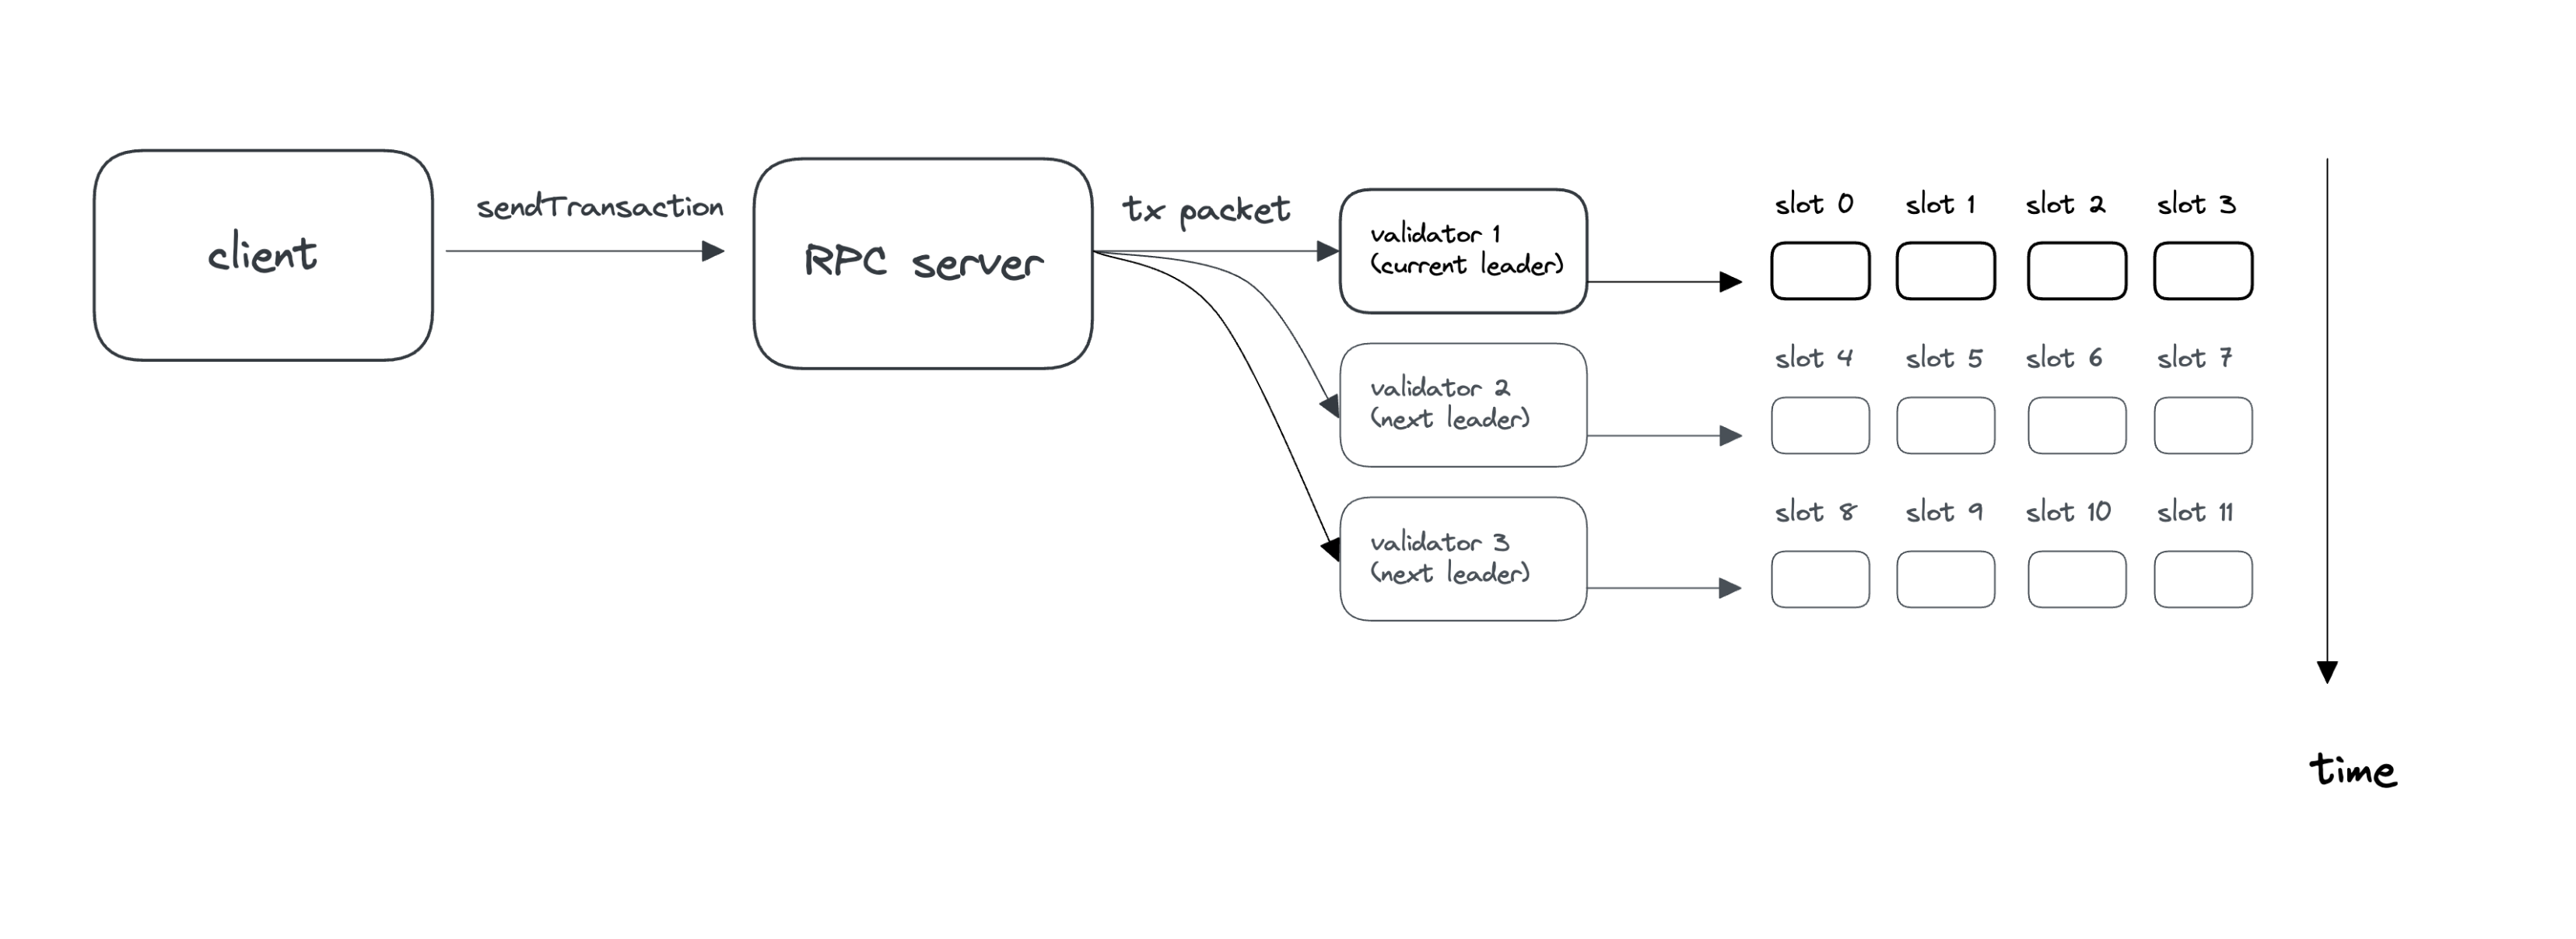 client
sendTransaction
RPC server
tx packet
validator 1
(current leader)
slot 0
slot 1
slot 2
slot 3
validator 2
(next leader)
slot 4
slot 5
slot 6
slot 7
validator 3
(next leader)
slot 8
slot 9
slot 10
slot 11
time